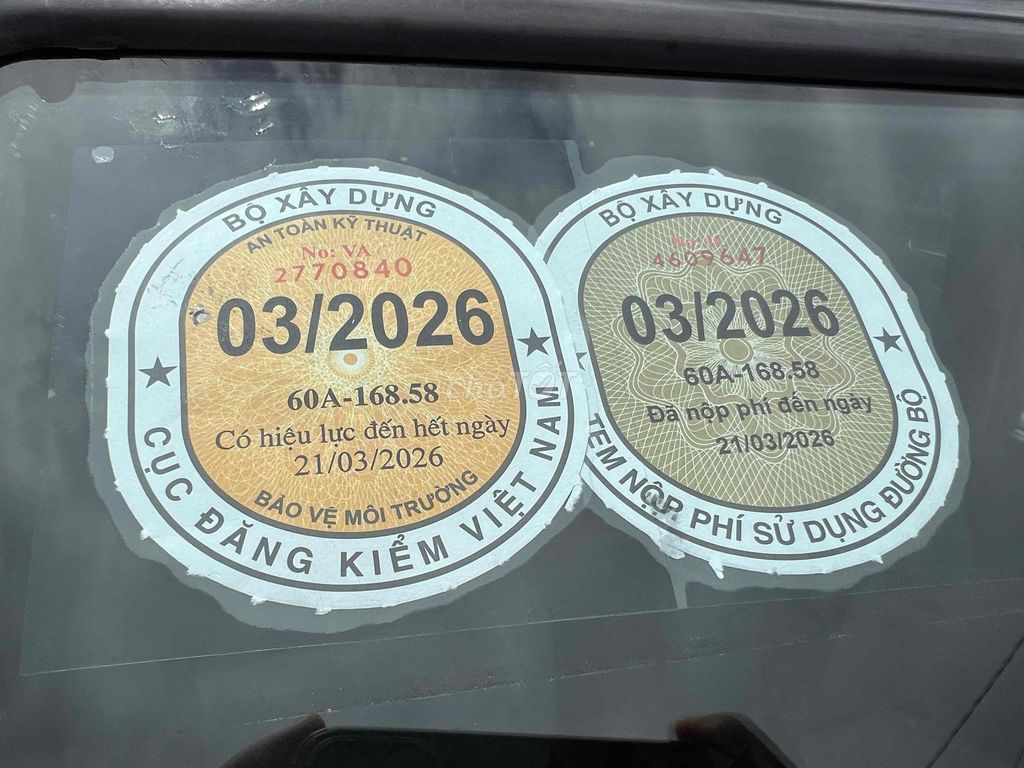 BỘ XÂY DỰNG
AN TOÀN KỸ THUẬT
No: VA
2770840
03/2026
60A-168.58
Có hiệu lực đến hết ngày
21/03/2026
BẢO VỆ MÔI TRƯỜNG
CỤC ĐĂNG KIỂM VIỆT NAM
BỘ XÂY DỰNG
4609647
03/2026
60A-168.58
Đã nộp phí đến ngày
21/03/2026
TEM NỘP PHÍ SỬ DỤNG ĐƯỜNG BỘ
chợTỐT